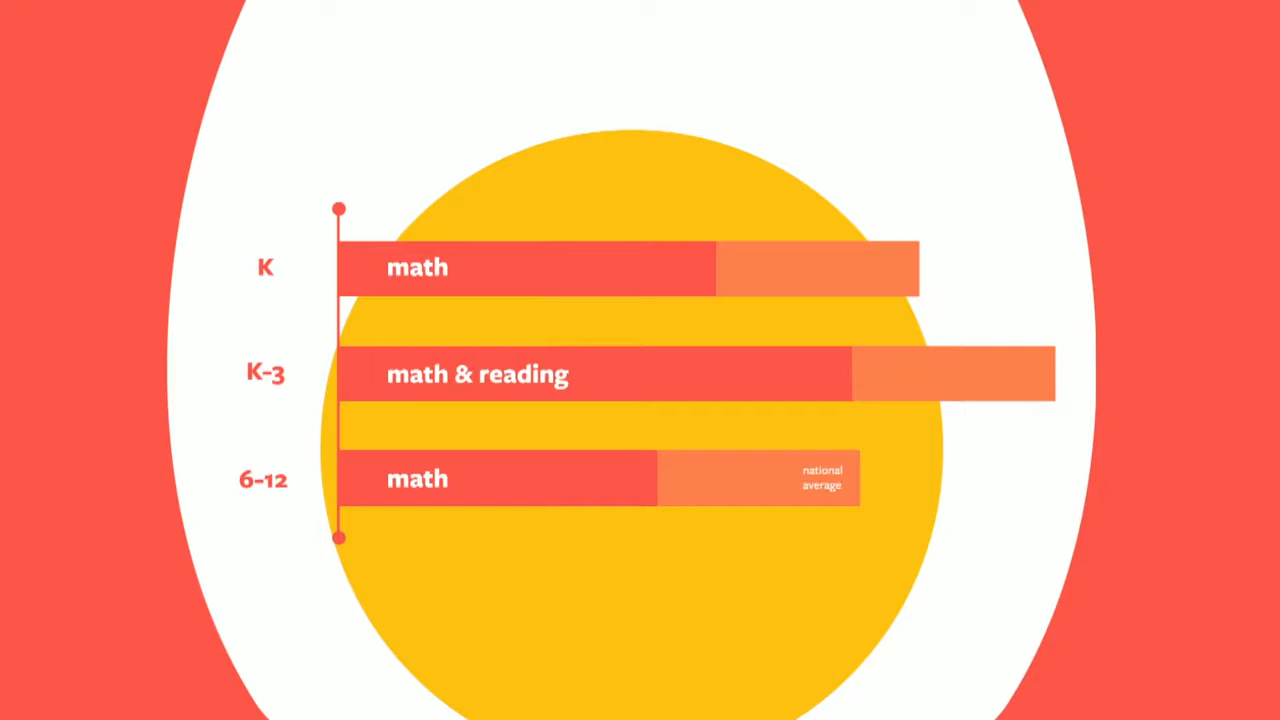 K
math
K-3
math & reading
6-12
math
national
average